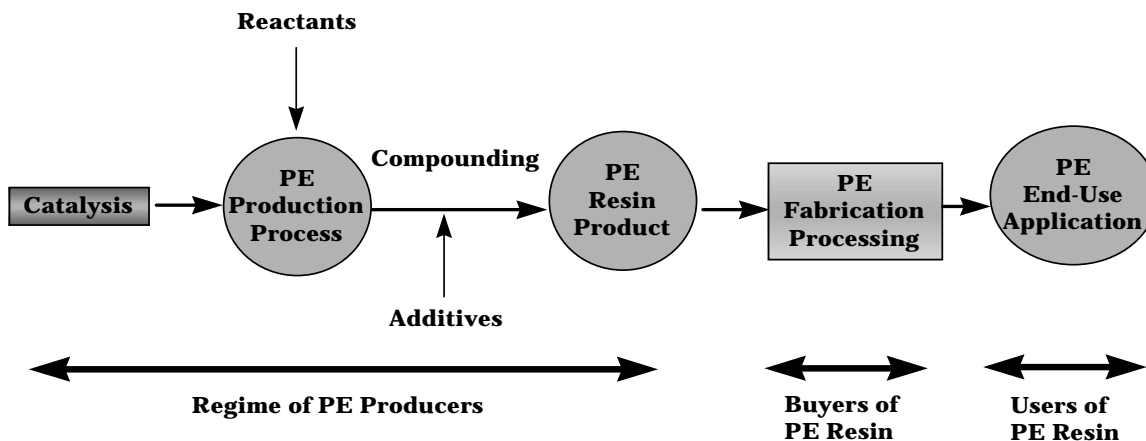 Reactants
Compounding
Catalysis
PE
Production
Process
PE
Resin
Product
PE
Fabrication
Processing
PE
End-Use
Application
Additives
Regime of PE Producers
Buyers of
PE Resin
Users of
PE Resin